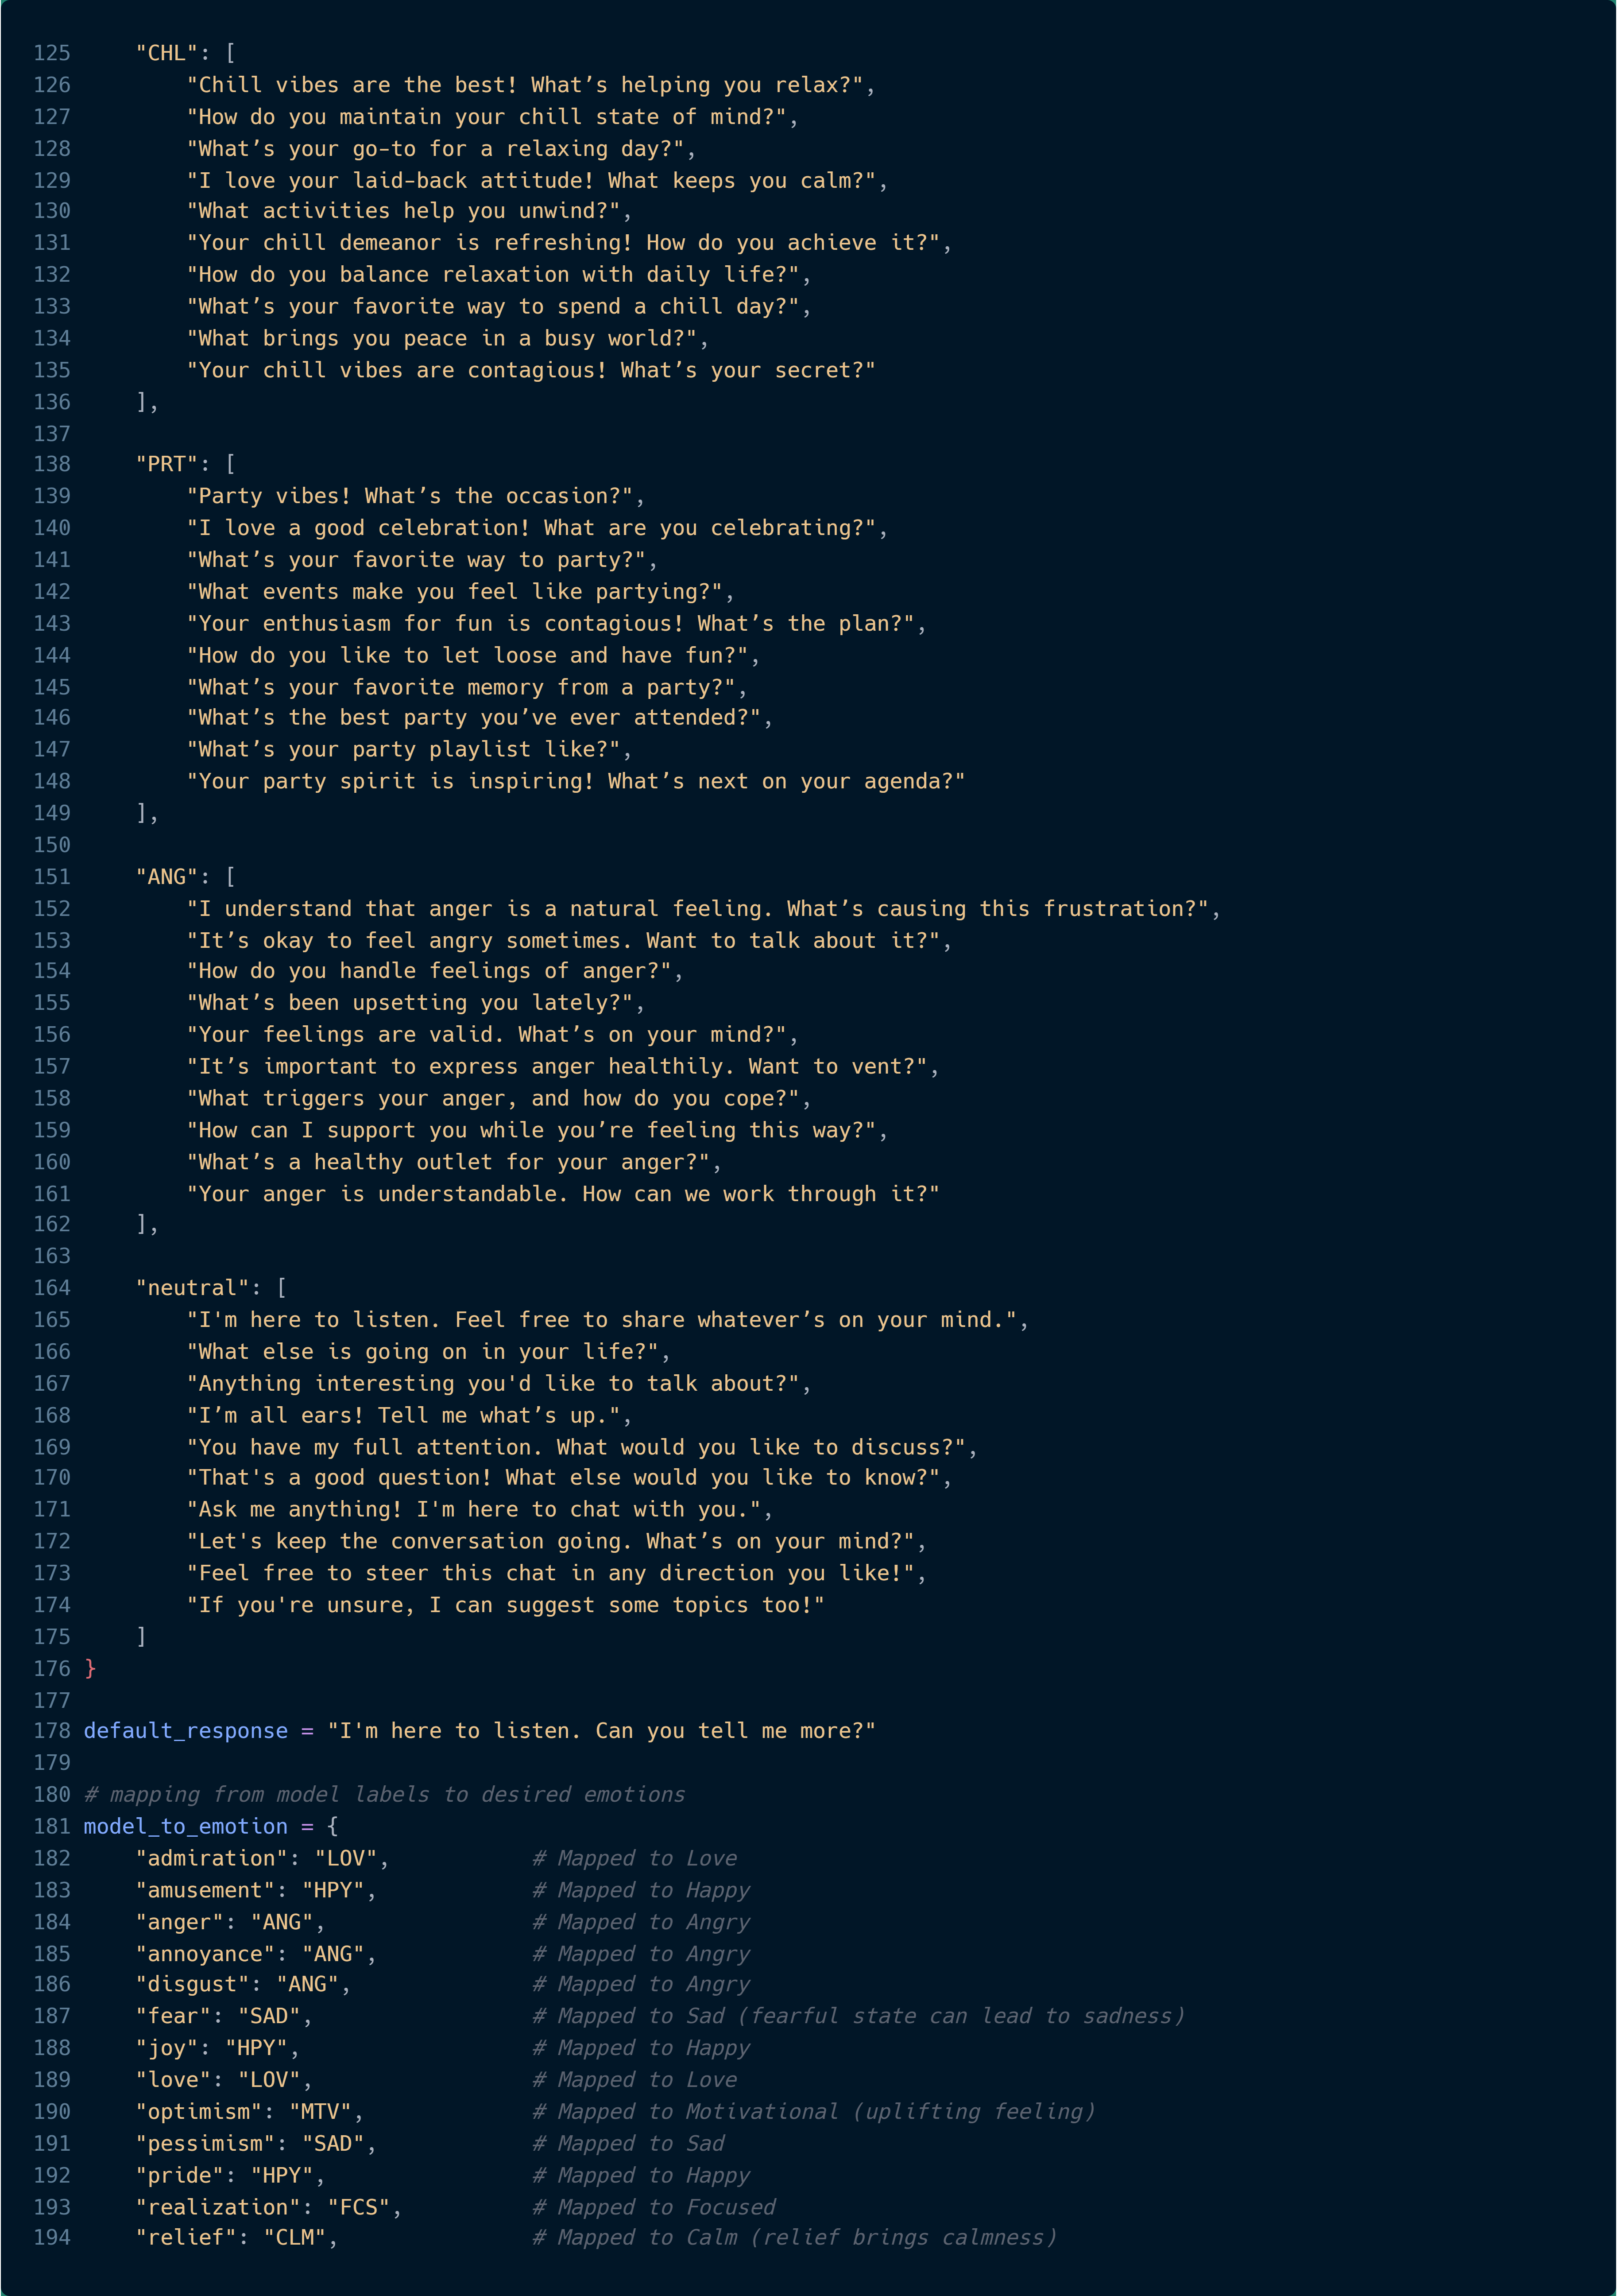 125     "CHL": [
126         "Chill vibes are the best! What’s helping you relax?",
127         "How do you maintain your chill state of mind?",
128         "What’s your go-to for a relaxing day?",
129         "I love your laid-back attitude! What keeps you calm?",
130         "What activities help you unwind?",
131         "Your chill demeanor is refreshing! How do you achieve it?",
132         "How do you balance relaxation with daily life?",
133         "What’s your favorite way to spend a chill day?",
134         "What brings you peace in a busy world?",
135         "Your chill vibes are contagious! What’s your secret?"
136     ],
137
138     "PRT": [
139         "Party vibes! What’s the occasion?",
140         "I love a good celebration! What are you celebrating?",
141         "What’s your favorite way to party?",
142         "What events make you feel like partying?",
143         "Your enthusiasm for fun is contagious! What’s the plan?",
144         "How do you like to let loose and have fun?",
145         "What’s your favorite memory from a party?",
146         "What’s the best party you’ve ever attended?",
147         "What’s your party playlist like?",
148         "Your party spirit is inspiring! What’s next on your agenda?"
149     ],
150
151     "ANG": [
152         "I understand that anger is a natural feeling. What’s causing this frustration?",
153         "It’s okay to feel angry sometimes. Want to talk about it?",
154         "How do you handle feelings of anger?",
155         "What’s been upsetting you lately?",
156         "Your feelings are valid. What’s on your mind?",
157         "It’s important to express anger healthily. Want to vent?",
158         "What triggers your anger, and how do you cope?",
159         "How can I support you while you’re feeling this way?",
160         "What’s a healthy outlet for your anger?",
161         "Your anger is understandable. How can we work through it?"
162     ],
163
164     "neutral": [
165         "I'm here to listen. Feel free to share whatever’s on your mind.",
166         "What else is going on in your life?",
167         "Anything interesting you'd like to talk about?",
168         "I’m all ears! Tell me what’s up.",
169         "You have my full attention. What would you like to discuss?",
170         "That's a good question! What else would you like to know?",
171         "Ask me anything! I'm here to chat with you.",
172         "Let's keep the conversation going. What’s on your mind?",
173         "Feel free to steer this chat in any direction you like!",
174         "If you're unsure, I can suggest some topics too!"
175     ]
176 }
177
178 default_response = "I'm here to listen. Can you tell me more?"
179
180 # mapping from model labels to desired emotions
181 model_to_emotion = {
182     "admiration": "LOV",           # Mapped to Love
183     "amusement": "HPY",            # Mapped to Happy
184     "anger": "ANG",                # Mapped to Angry
185     "annoyance": "ANG",            # Mapped to Angry
186     "disgust": "ANG",              # Mapped to Angry
187     "fear": "SAD",                 # Mapped to Sad (fearful state can lead to sadness)
188     "joy": "HPY",                  # Mapped to Happy
189     "love": "LOV",                 # Mapped to Love
190     "optimism": "MTV",             # Mapped to Motivational (uplifting feeling)
191     "pessimism": "SAD",            # Mapped to Sad
192     "pride": "HPY",                # Mapped to Happy
193     "realization": "FCS",          # Mapped to Focused
194     "relief": "CLM",               # Mapped to Calm (relief brings calmness)